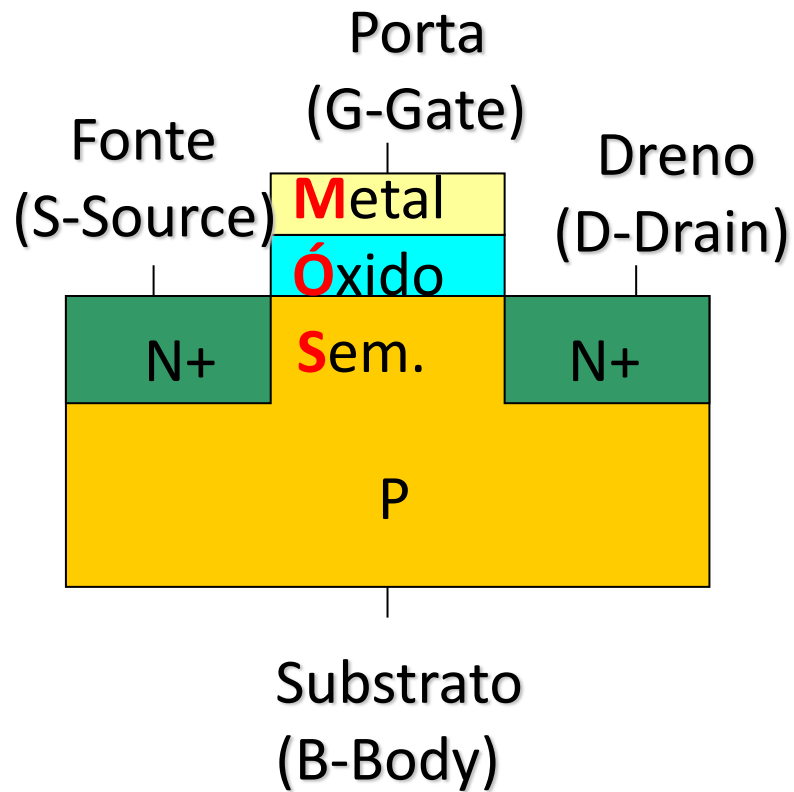 Porta
(G-Gate)
Fonte
(S-Source)
Dreno
(D-Drain)
Metal
Óxido
Sem.
N+
N+
P
Substrato
(B-Body)